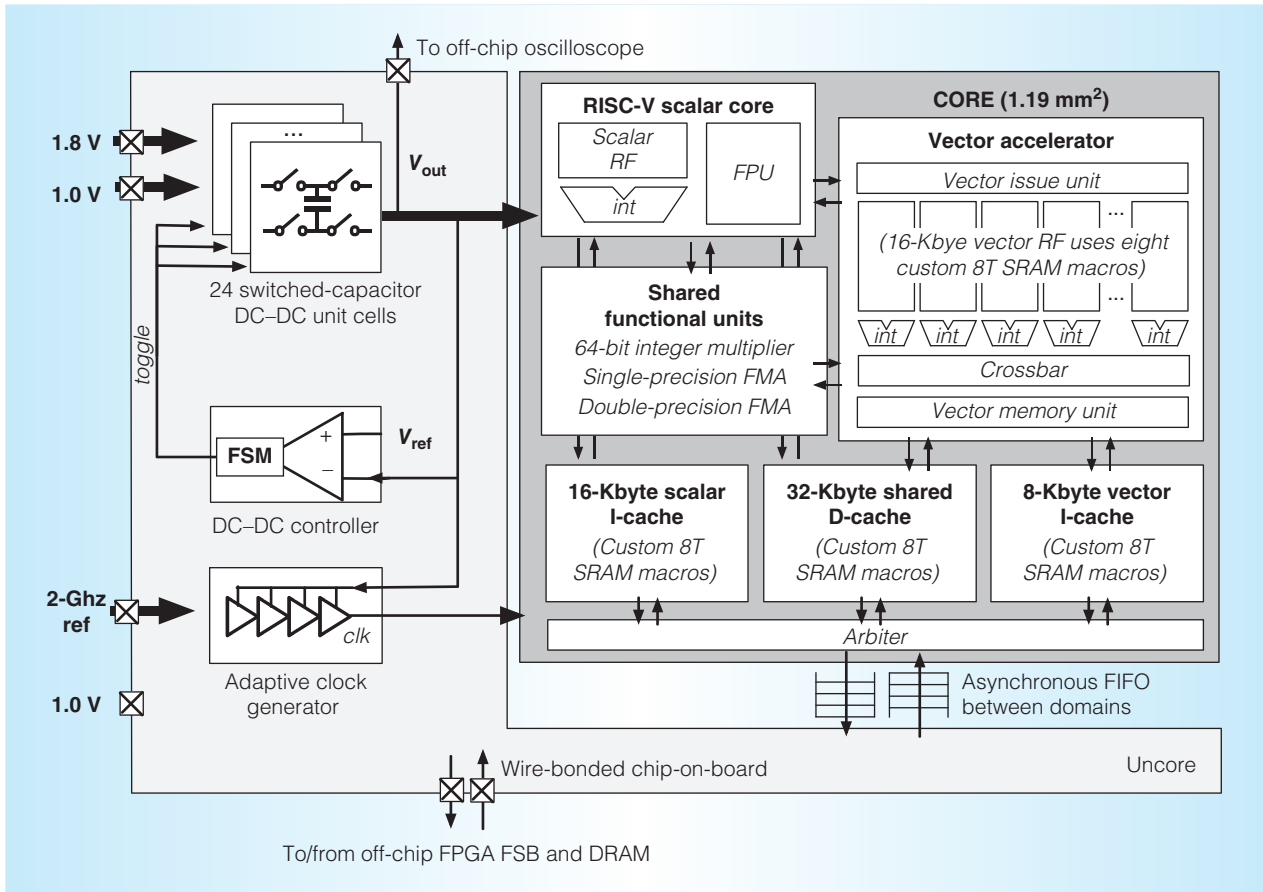 To off-chip oscilloscope
1.8 V
1.0 V
...
Vout
24 switched-capacitor
DC–DC unit cells
toggle
FSM
+
–
Vref
DC–DC controller
2-Ghz
ref
clk
Adaptive clock
generator
1.0 V
CORE (1.19 mm2)
RISC-V scalar core
Scalar
RF
int
FPU
Vector accelerator
Vector issue unit
...
(16-Kbye vector RF uses eight
custom 8T SRAM macros)
...
int int int int int
Crossbar
Vector memory unit
Shared
functional units
64-bit integer multiplier
Single-precision FMA
Double-precision FMA
16-Kbyte scalar
I-cache
(Custom 8T
SRAM macros)
32-Kbyte shared
D-cache
(Custom 8T
SRAM macros)
8-Kbyte vector
I-cache
(Custom 8T
SRAM macros)
Arbiter
Asynchronous FIFO
between domains
Uncore
Wire-bonded chip-on-board
To/from off-chip FPGA FSB and DRAM